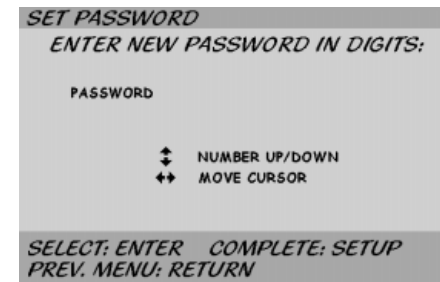 SET PASSWORD
ENTER NEW PASSWORD IN DIGITS:
PASSWORD
NUMBER UP/DOWN
MOVE CURSOR
SELECT: ENTER COMPLETE: SETUP
PREV. MENU: RETURN